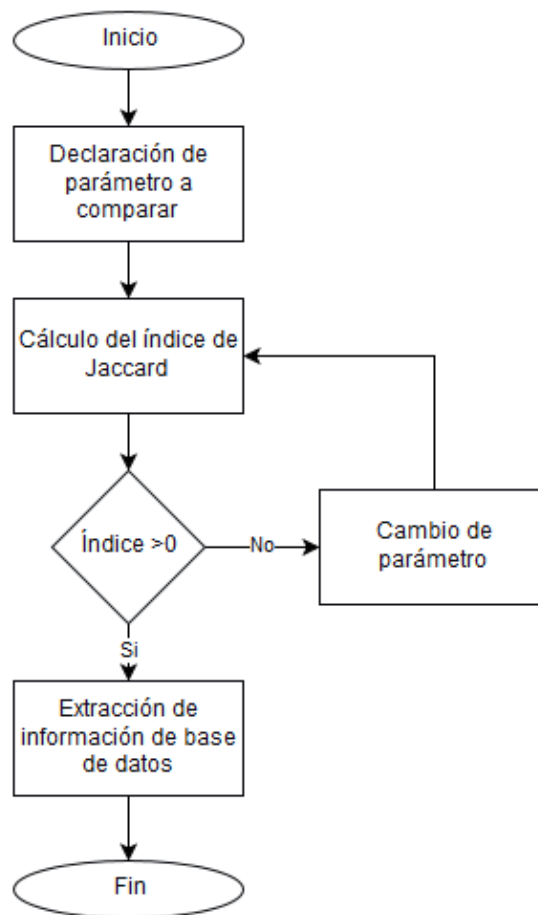 Inicio
Declaración de
parámetro a
comparar
Cálculo del índice de
Jaccard
Índice >0
No
Cambio de
parámetro
Si
Extracción de
información de base
de datos
Fin